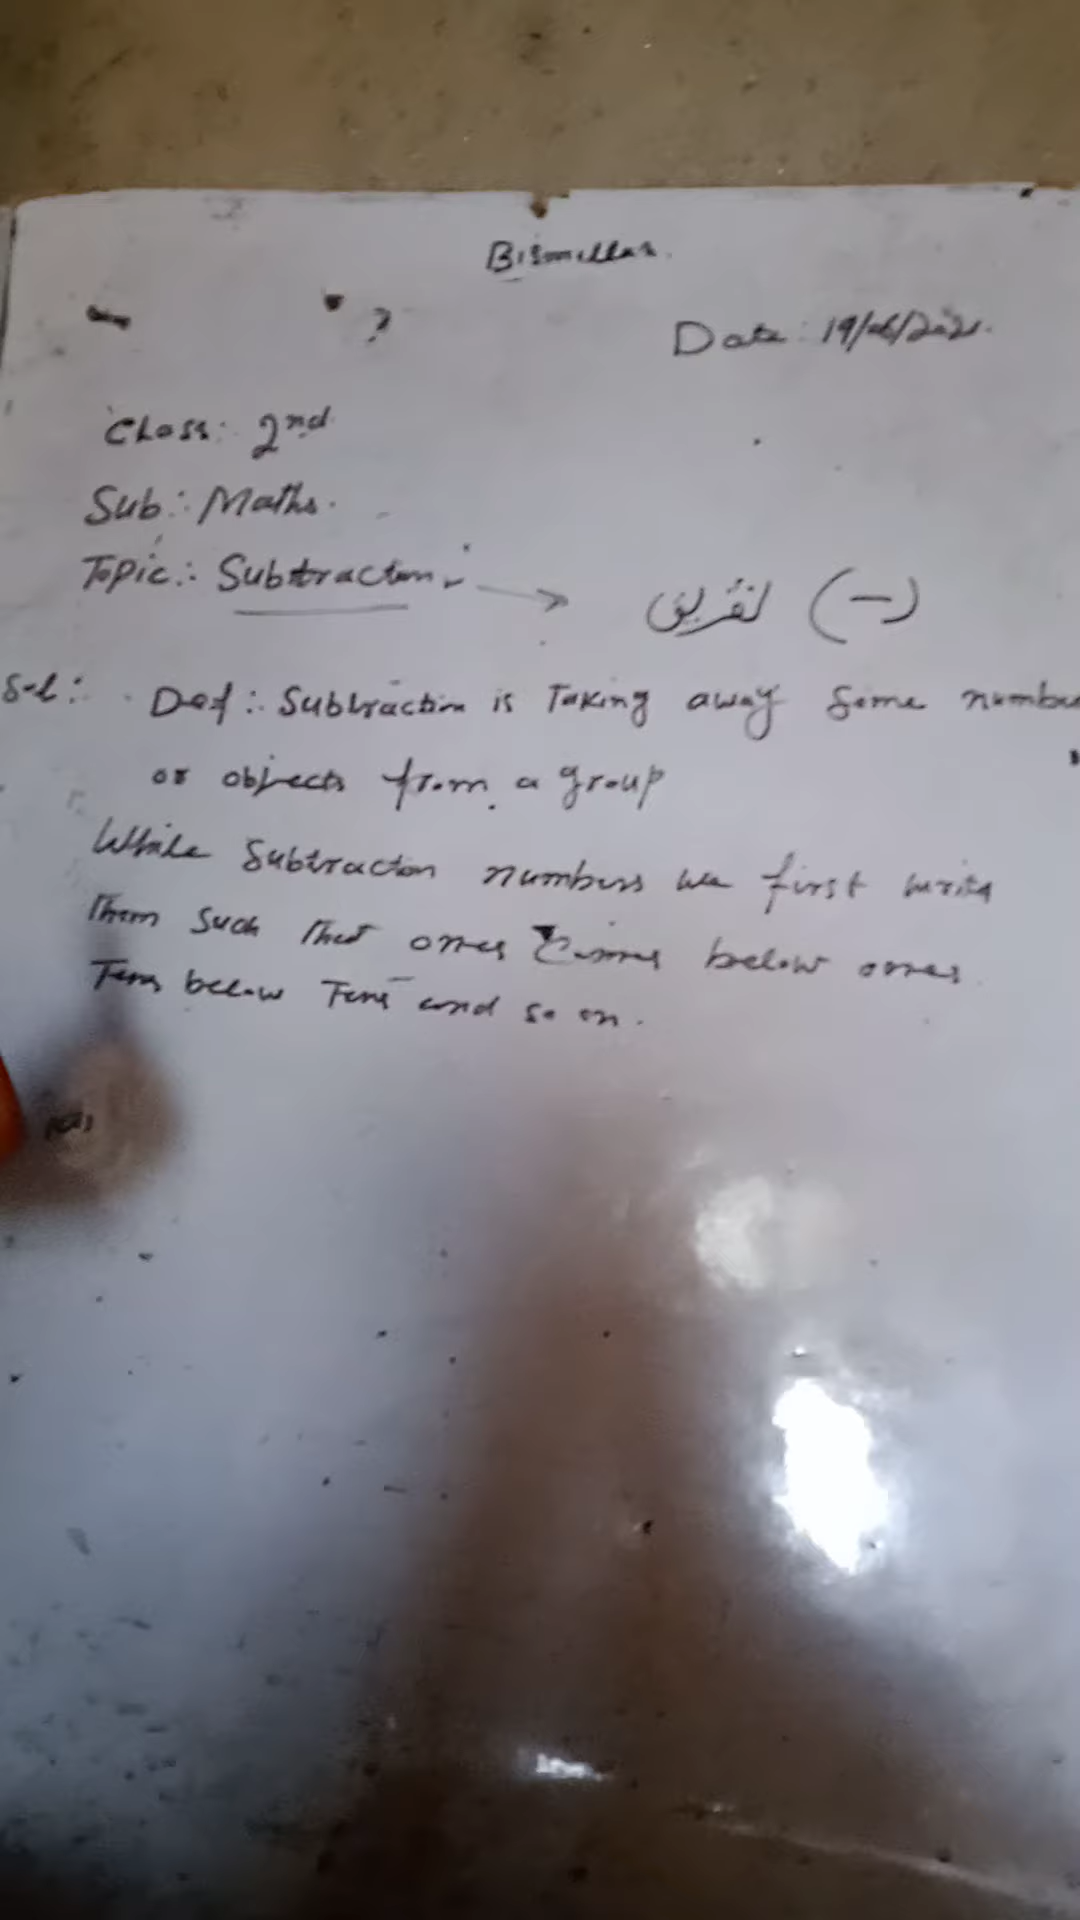 Bismillah.
?
Date: 19/06/2021.
Class: 2nd
Sub: Maths.
Topic: Subtraction → تفریق (−)
Sol: Def: Subtraction is Taking away Some number
or objects from a group
While Subtraction numbers we first write
Them Such That ones Comes below ones
Tens below Tens and so on.